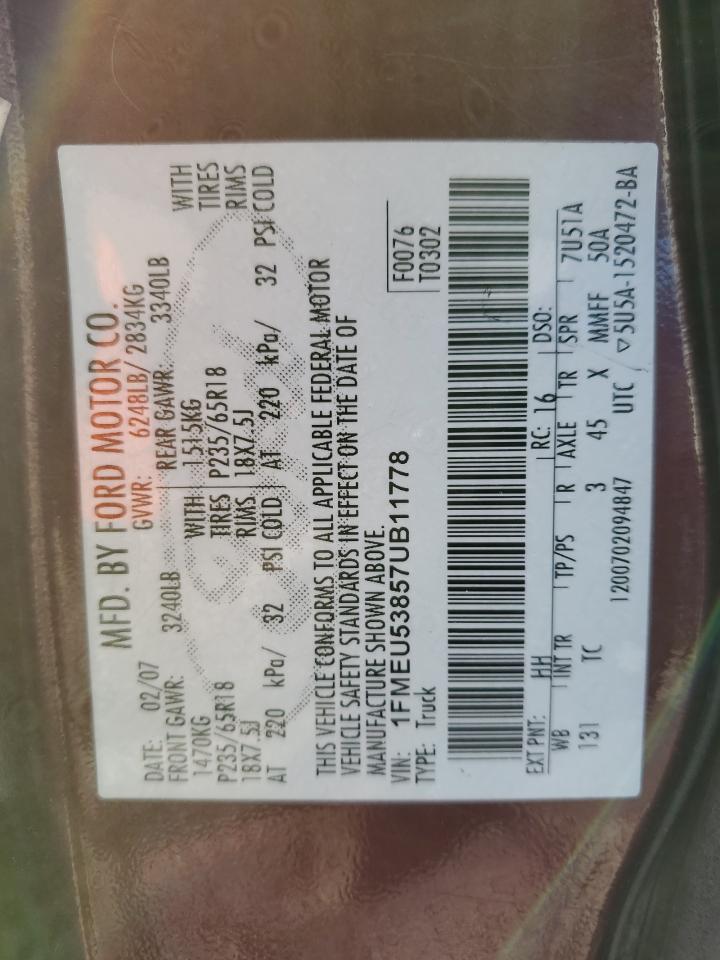 MFD. BY FORD MOTOR CO.
DATE: 02/07 GVWR: 6248LB/ 2834KG
FRONT GAWR: 3240LB REAR GAWR: 3340LB
1470KG WITH 1515KG WITH
P235/65R18 TIRES P235/65R18 TIRES
18X7.5J RIMS 18X7.5J RIMS
AT 220 kPa/ 32 PSI COLD AT 220 kPa/ 32 PSI COLD
THIS VEHICLE CONFORMS TO ALL APPLICABLE FEDERAL MOTOR
VEHICLE SAFETY STANDARDS IN EFFECT ON THE DATE OF
MANUFACTURE SHOWN ABOVE.
VIN: 1FMEU53857UB11778 F0076
TYPE: Truck T0302
EXT PNT: HH RC: 16 DSO:
WB INT TR TP/PS R AXLE TR SPR 7U51A
131 TC 3 45 X MMFF 50A
1200702094847 UTC ▽5U5A-1520472-BA